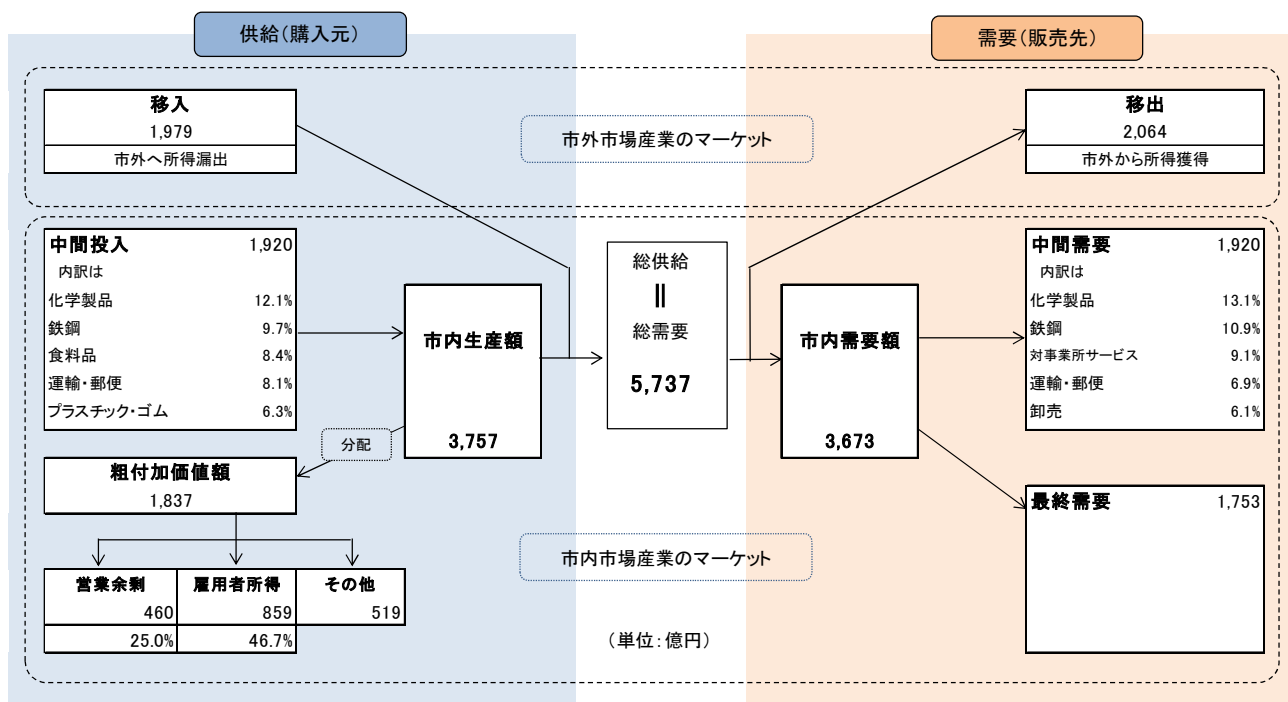 供給(購入元)
需要(販売先)
移入
1,979
市外へ所得漏出
市外市場産業のマーケット
移出
2,064
市外から所得獲得
中間投入 1,920
内訳は
化学製品 12.1%
鉄鋼 9.7%
食料品 8.4%
運輸・郵便 8.1%
プラスチック・ゴム 6.3%
市内生産額
3,757
総供給
||
総需要
5,737
市内需要額
3,673
中間需要 1,920
内訳は
化学製品 13.1%
鉄鋼 10.9%
対事業所サービス 9.1%
運輸・郵便 6.9%
卸売 6.1%
分配
粗付加価値額
1,837
最終需要 1,753
市内市場産業のマーケット
営業余剰 雇用者所得 その他
460 859 519
25.0% 46.7%
(単位:億円)